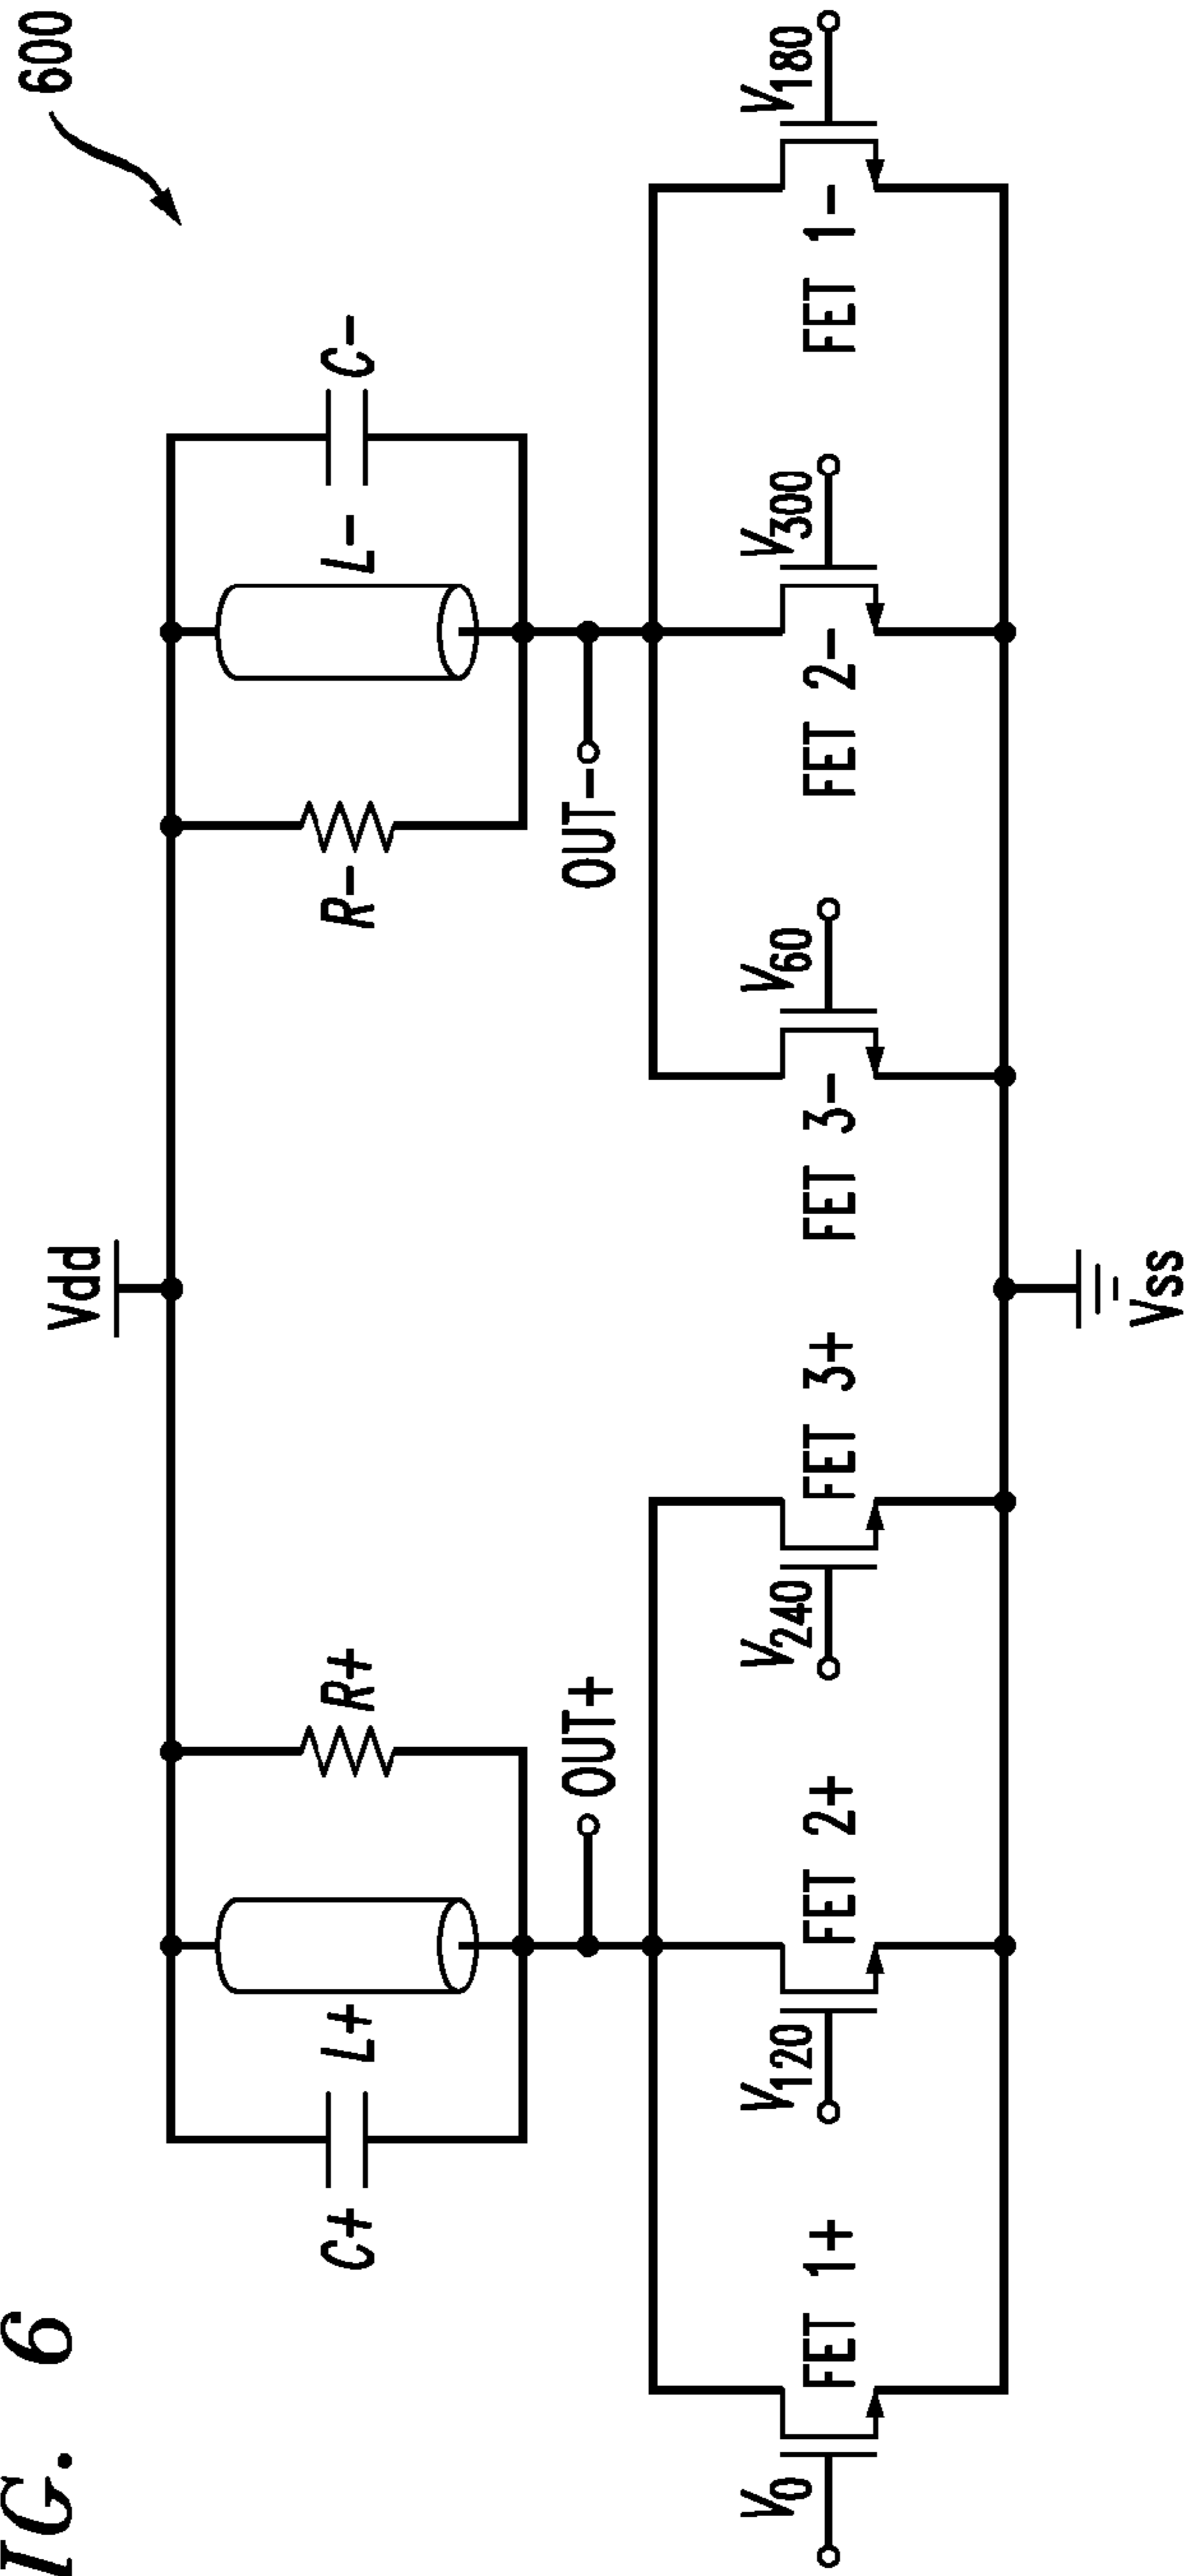 IG. 6
600
Vdd
C+
L+
R+
R-
L-
C-
OUT+
OUT-
V0
FET 1+
V120
FET 2+
V240
FET 3+
FET 3-
V60
FET 2-
V300
FET 1-
V180
Vss